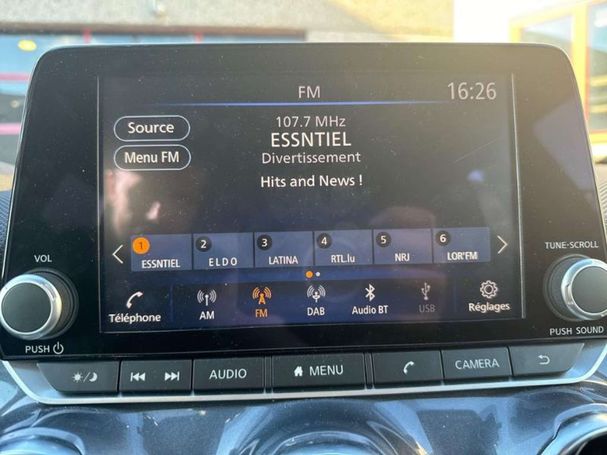 FM
16:26
Source
107.7 MHz
ESSNTIEL
Menu FM
Divertissement
Hits and News !
1
2
3
4
5
6
ESSNTIEL
ELDO
LATINA
RTL.lu
NRJ
LOR'FM
VOL
TUNE·SCROLL
Téléphone
AM
FM
DAB
Audio BT
USB
Réglages
PUSH
PUSH SOUND
AUDIO
MENU
CAMERA